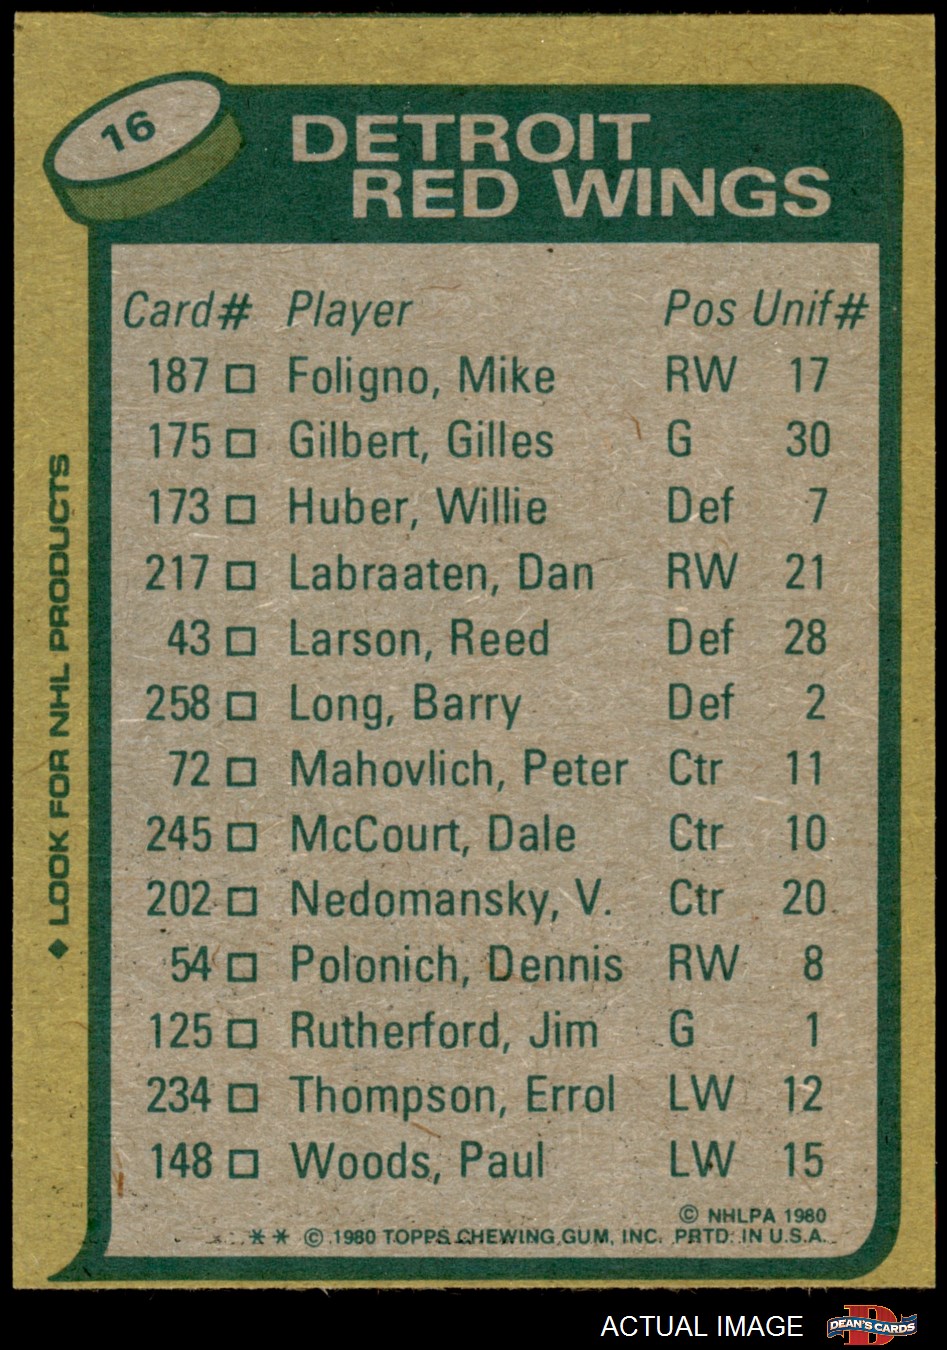 16
DETROIT
RED WINGS
Card# Player Pos Unif#
187 Foligno, Mike RW 17
175 Gilbert, Gilles G 30
173 Huber, Willie Def 7
217 Labraaten, Dan RW 21
43 Larson, Reed Def 28
258 Long, Barry Def 2
72 Mahovlich, Peter Ctr 11
245 McCourt, Dale Ctr 10
202 Nedomansky, V. Ctr 20
54 Polonich, Dennis RW 8
125 Rutherford, Jim G 1
234 Thompson, Errol LW 12
148 Woods, Paul LW 15
© NHLPA 1980
** © 1980 TOPPS CHEWING GUM, INC. PRTD. IN U.S.A.
◆ LOOK FOR NHL PRODUCTS
ACTUAL IMAGE
D
DEAN'S CARDS